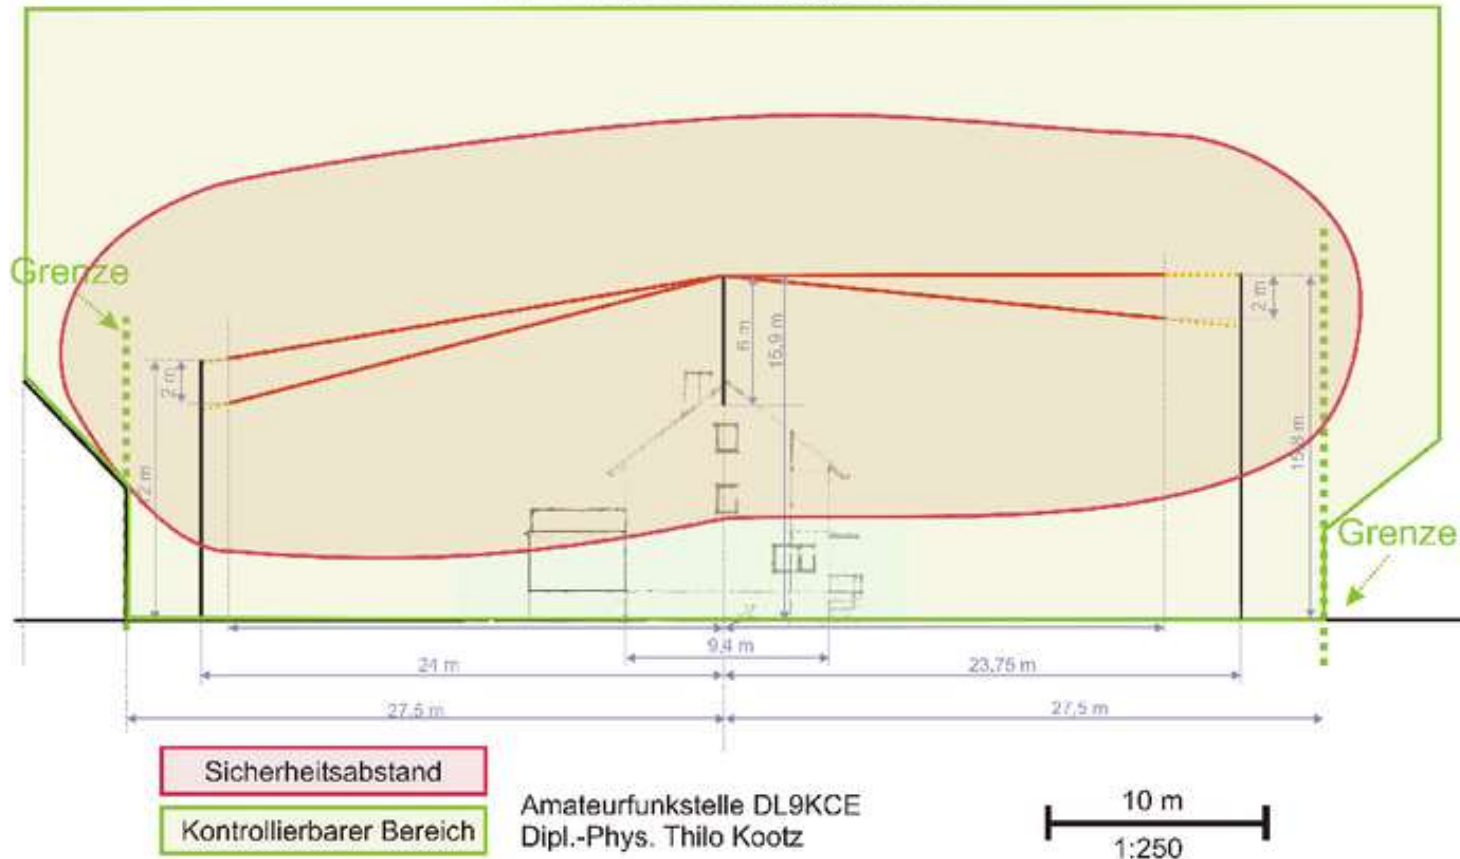 Grenze
2 m
2 m
6 m
15,9 m
2 m
15,8 m
Grenze
9,4 m
24 m
23,75 m
27,5 m
27,5 m
Sicherheitsabstand
Kontrollierbarer Bereich
Amateurfunkstelle DL9KCE
Dipl.-Phys. Thilo Kootz
10 m
1:250